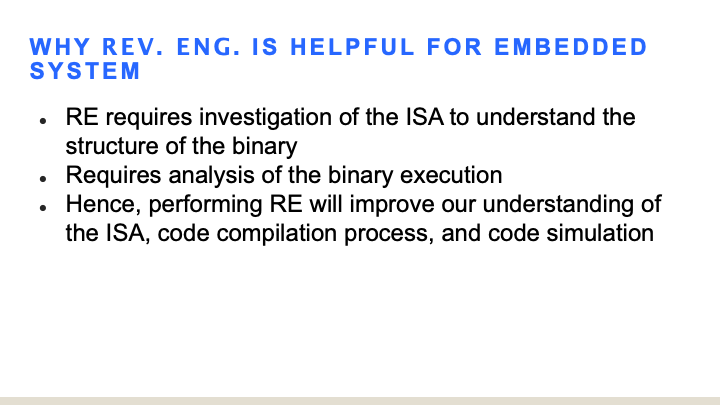 WHY REV. ENG. IS HELPFUL FOR EMBEDDED
SYSTEM
• RE requires investigation of the ISA to understand the
structure of the binary
• Requires analysis of the binary execution
• Hence, performing RE will improve our understanding of
the ISA, code compilation process, and code simulation